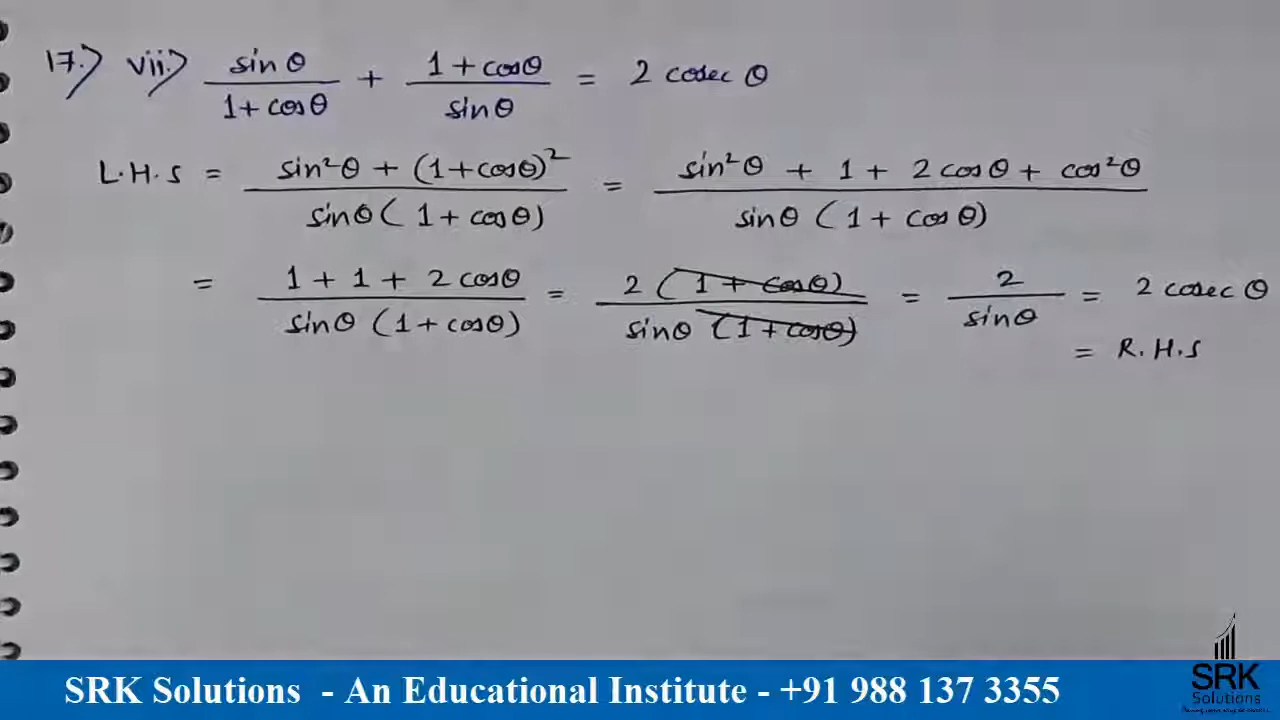 17.) vii.) sinθ/(1+cosθ) + (1+cosθ)/sinθ = 2 cosec θ
L.H.S = (sin²θ + (1+cosθ)²)/(sinθ(1+cosθ)) = (sin²θ + 1 + 2cosθ + cos²θ)/(sinθ(1+cosθ))
= (1+1+2cosθ)/(sinθ(1+cosθ)) = 2(1+cosθ)/(sinθ(1+cosθ)) = 2/sinθ = 2 cosec θ
= R.H.S
SRK Solutions - An Educational Institute - +91 988 137 3355
SRK
Solutions